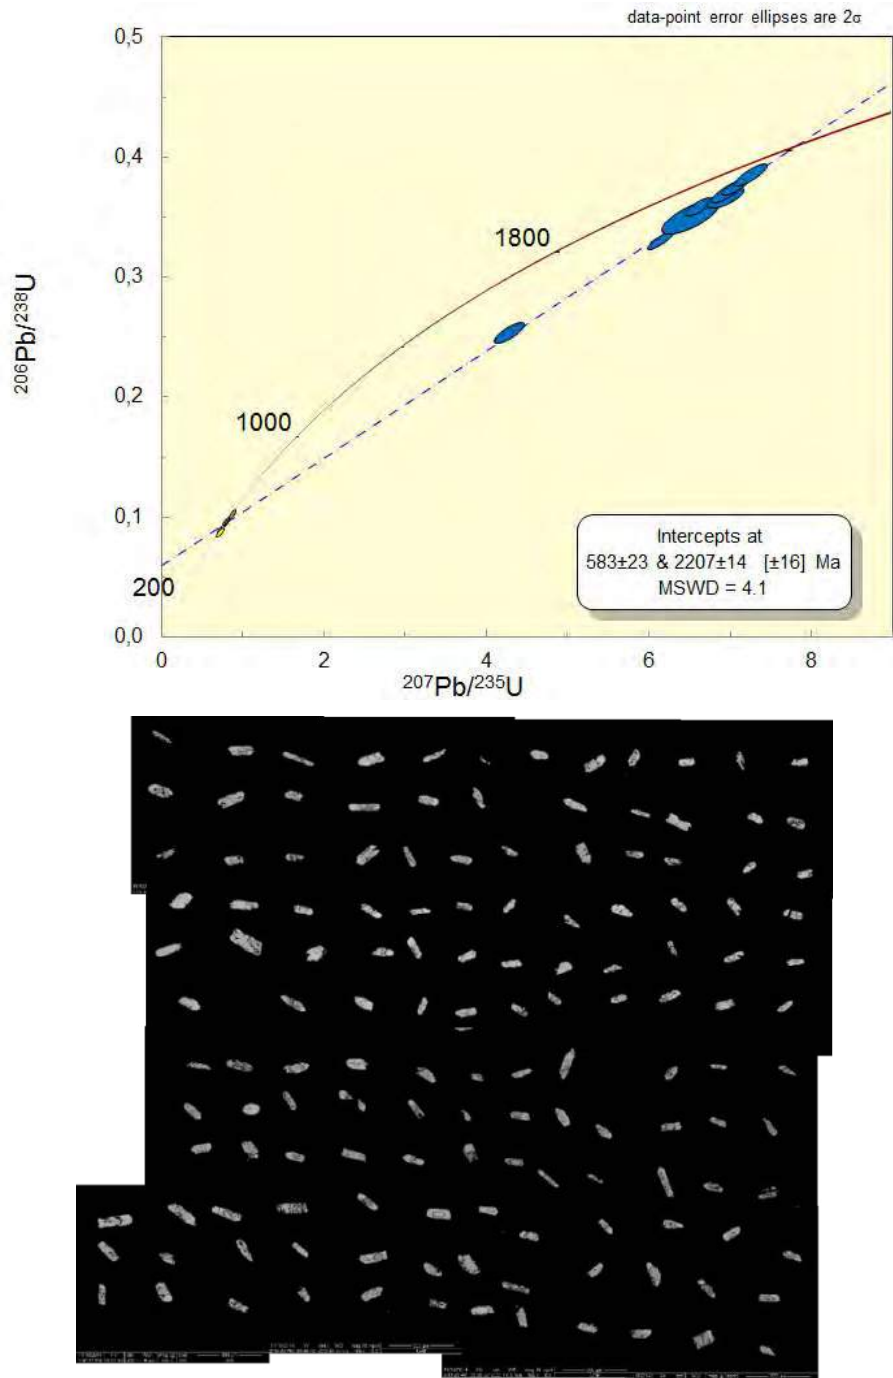 data-point error ellipses are 2σ
0,5
0,4
0,3
0,2
0,1
0,0
1800
1000
200
²⁰⁶Pb/²³⁸U
Intercepts at
583±23 & 2207±14 [±16] Ma
MSWD = 4.1
0 2 4 6 8
²⁰⁷Pb/²³⁵U